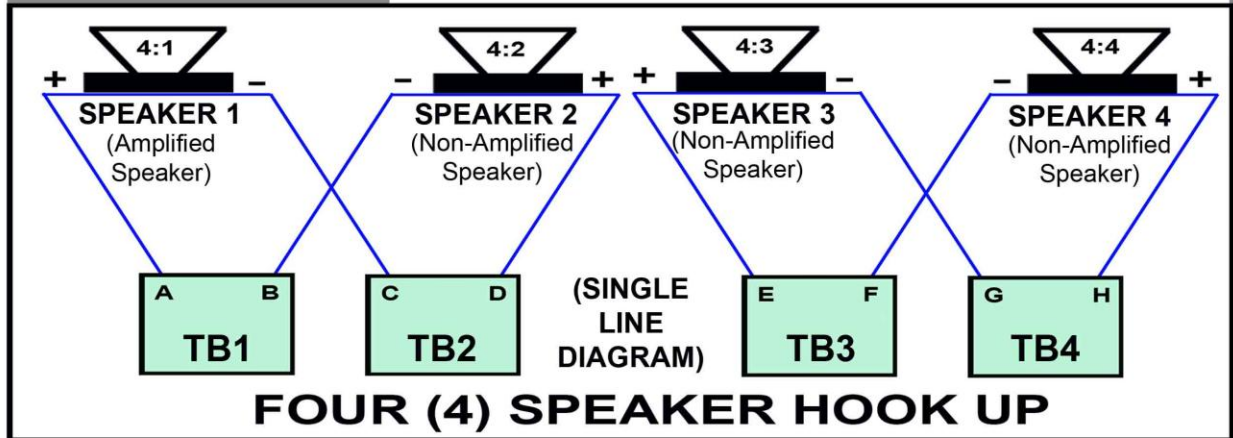 4:1 4:2 4:3 4:4
+ – – + + – – +
SPEAKER 1
(Amplified
Speaker)
SPEAKER 2
(Non-Amplified
Speaker)
SPEAKER 3
(Non-Amplified
Speaker)
SPEAKER 4
(Non-Amplified
Speaker)
A B
TB1
C D
TB2
(SINGLE
LINE
DIAGRAM)
E F
TB3
G H
TB4
FOUR (4) SPEAKER HOOK UP